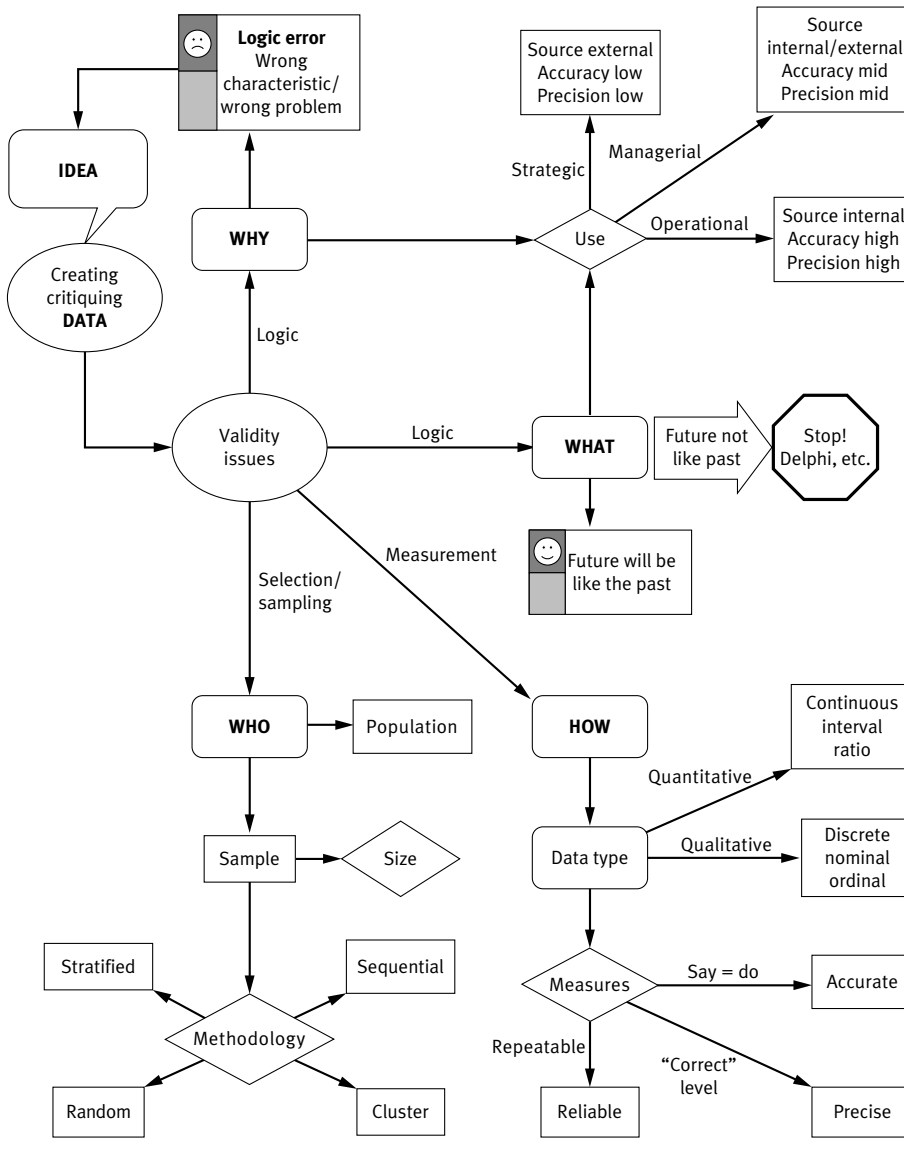 Logic error
Wrong
characteristic/
wrong problem
Source external
Accuracy low
Precision low
Source
internal/external
Accuracy mid
Precision mid
IDEA
Strategic
Managerial
WHY
Use
Operational
Source internal
Accuracy high
Precision high
Creating
critiquing
DATA
Logic
Validity
issues
Logic
WHAT
Future not
like past
Stop!
Delphi, etc.
Future will be
like the past
Measurement
Selection/
sampling
WHO
Population
HOW
Continuous
interval
ratio
Quantitative
Sample
Size
Data type
Qualitative
Discrete
nominal
ordinal
Stratified
Sequential
Methodology
Random
Cluster
Measures
Say = do
Accurate
Repeatable
“Correct”
level
Reliable
Precise